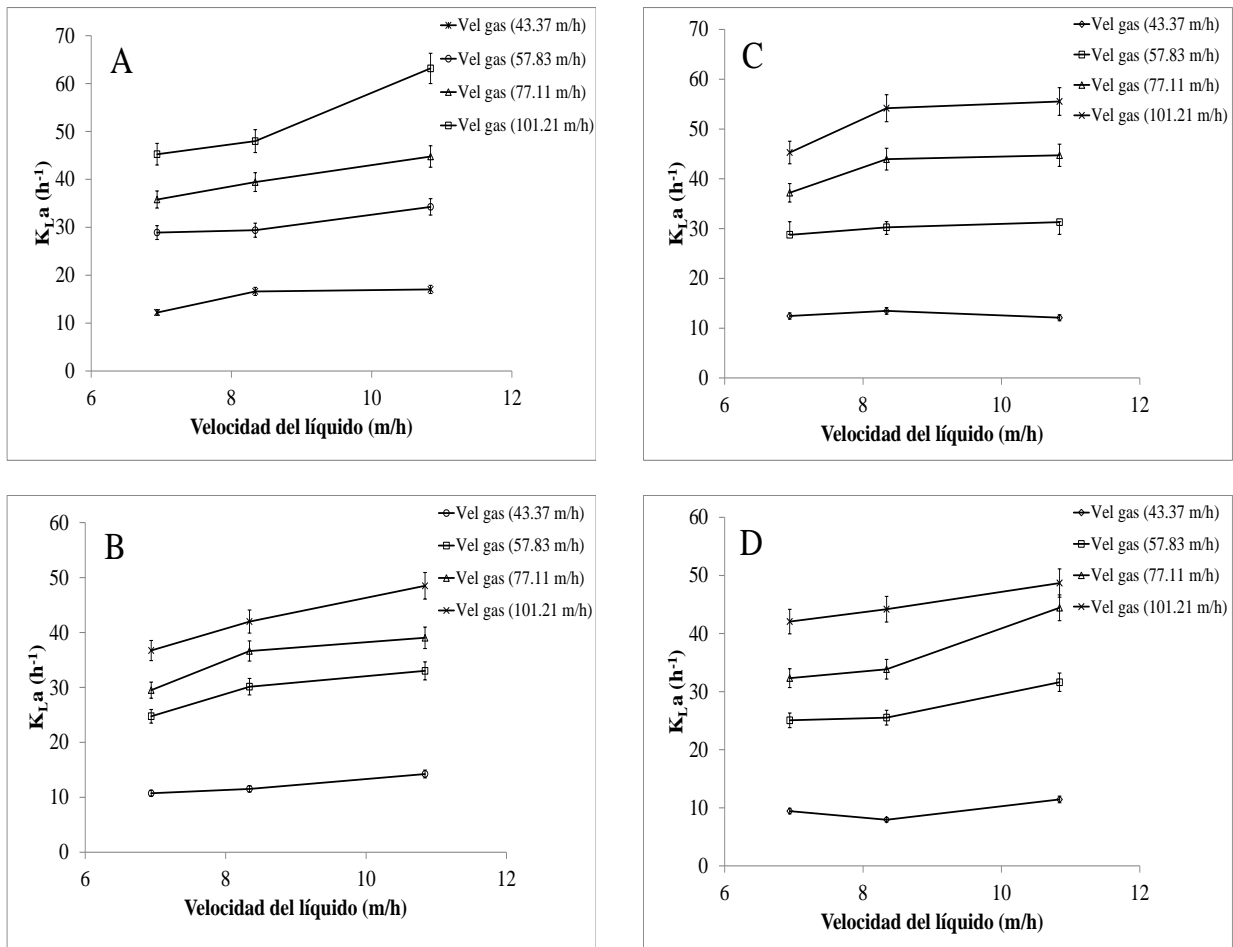 A
Vel gas (43.37 m/h)
Vel gas (57.83 m/h)
Vel gas (77.11 m/h)
Vel gas (101.21 m/h)
70
60
50
40
30
20
10
0
KLa (h-1)
6
8
10
12
Velocidad del líquido (m/h)
C
Vel gas (43.37 m/h)
Vel gas (57.83 m/h)
Vel gas (77.11 m/h)
Vel gas (101.21 m/h)
70
60
50
40
30
20
10
0
KLa (h-1)
6
8
10
12
Velocidad del líquido (m/h)
B
Vel gas (43.37 m/h)
Vel gas (57.83 m/h)
Vel gas (77.11 m/h)
Vel gas (101.21 m/h)
60
50
40
30
20
10
0
KLa (h-1)
6
8
10
12
Velocidad del líquido (m/h)
D
Vel gas (43.37 m/h)
Vel gas (57.83 m/h)
Vel gas (77.11 m/h)
Vel gas (101.21 m/h)
60
50
40
30
20
10
0
KLa (h-1)
6
8
10
12
Velocidad del líquido (m/h)